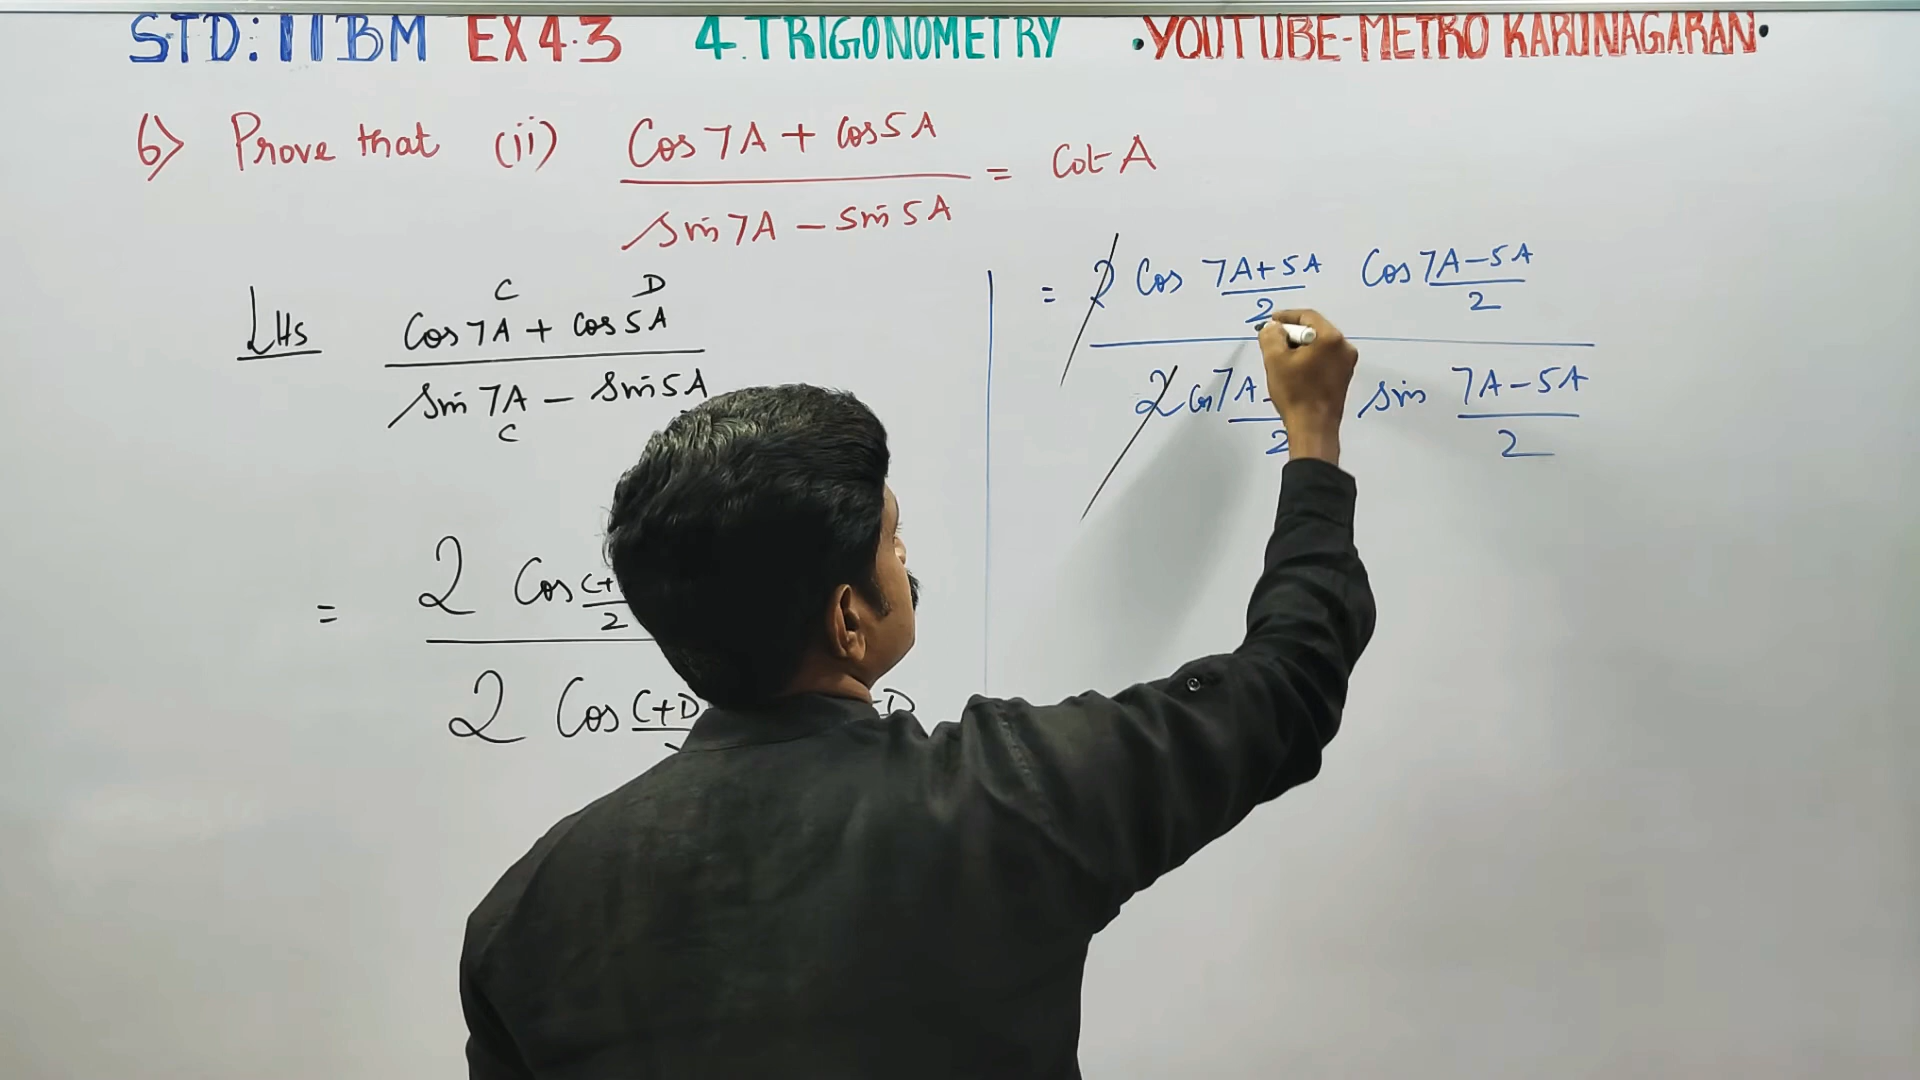 STD: 11 BM EX 4.3 4. TRIGONOMETRY • YOUTUBE - METRO KARUNAGARAN •
6) Prove that (ii) Cos 7A + Cos 5A
= Cot A
Sin 7A − Sin 5A
C D
LHS Cos 7A + Cos 5A
Sin 7A − Sin 5A
C
= 2 Cos C+
2
2 Cos C+D -D
= 2 Cos 7A+5A Cos 7A−5A
2 2
2 Cos 7A sin 7A−5A
2 2